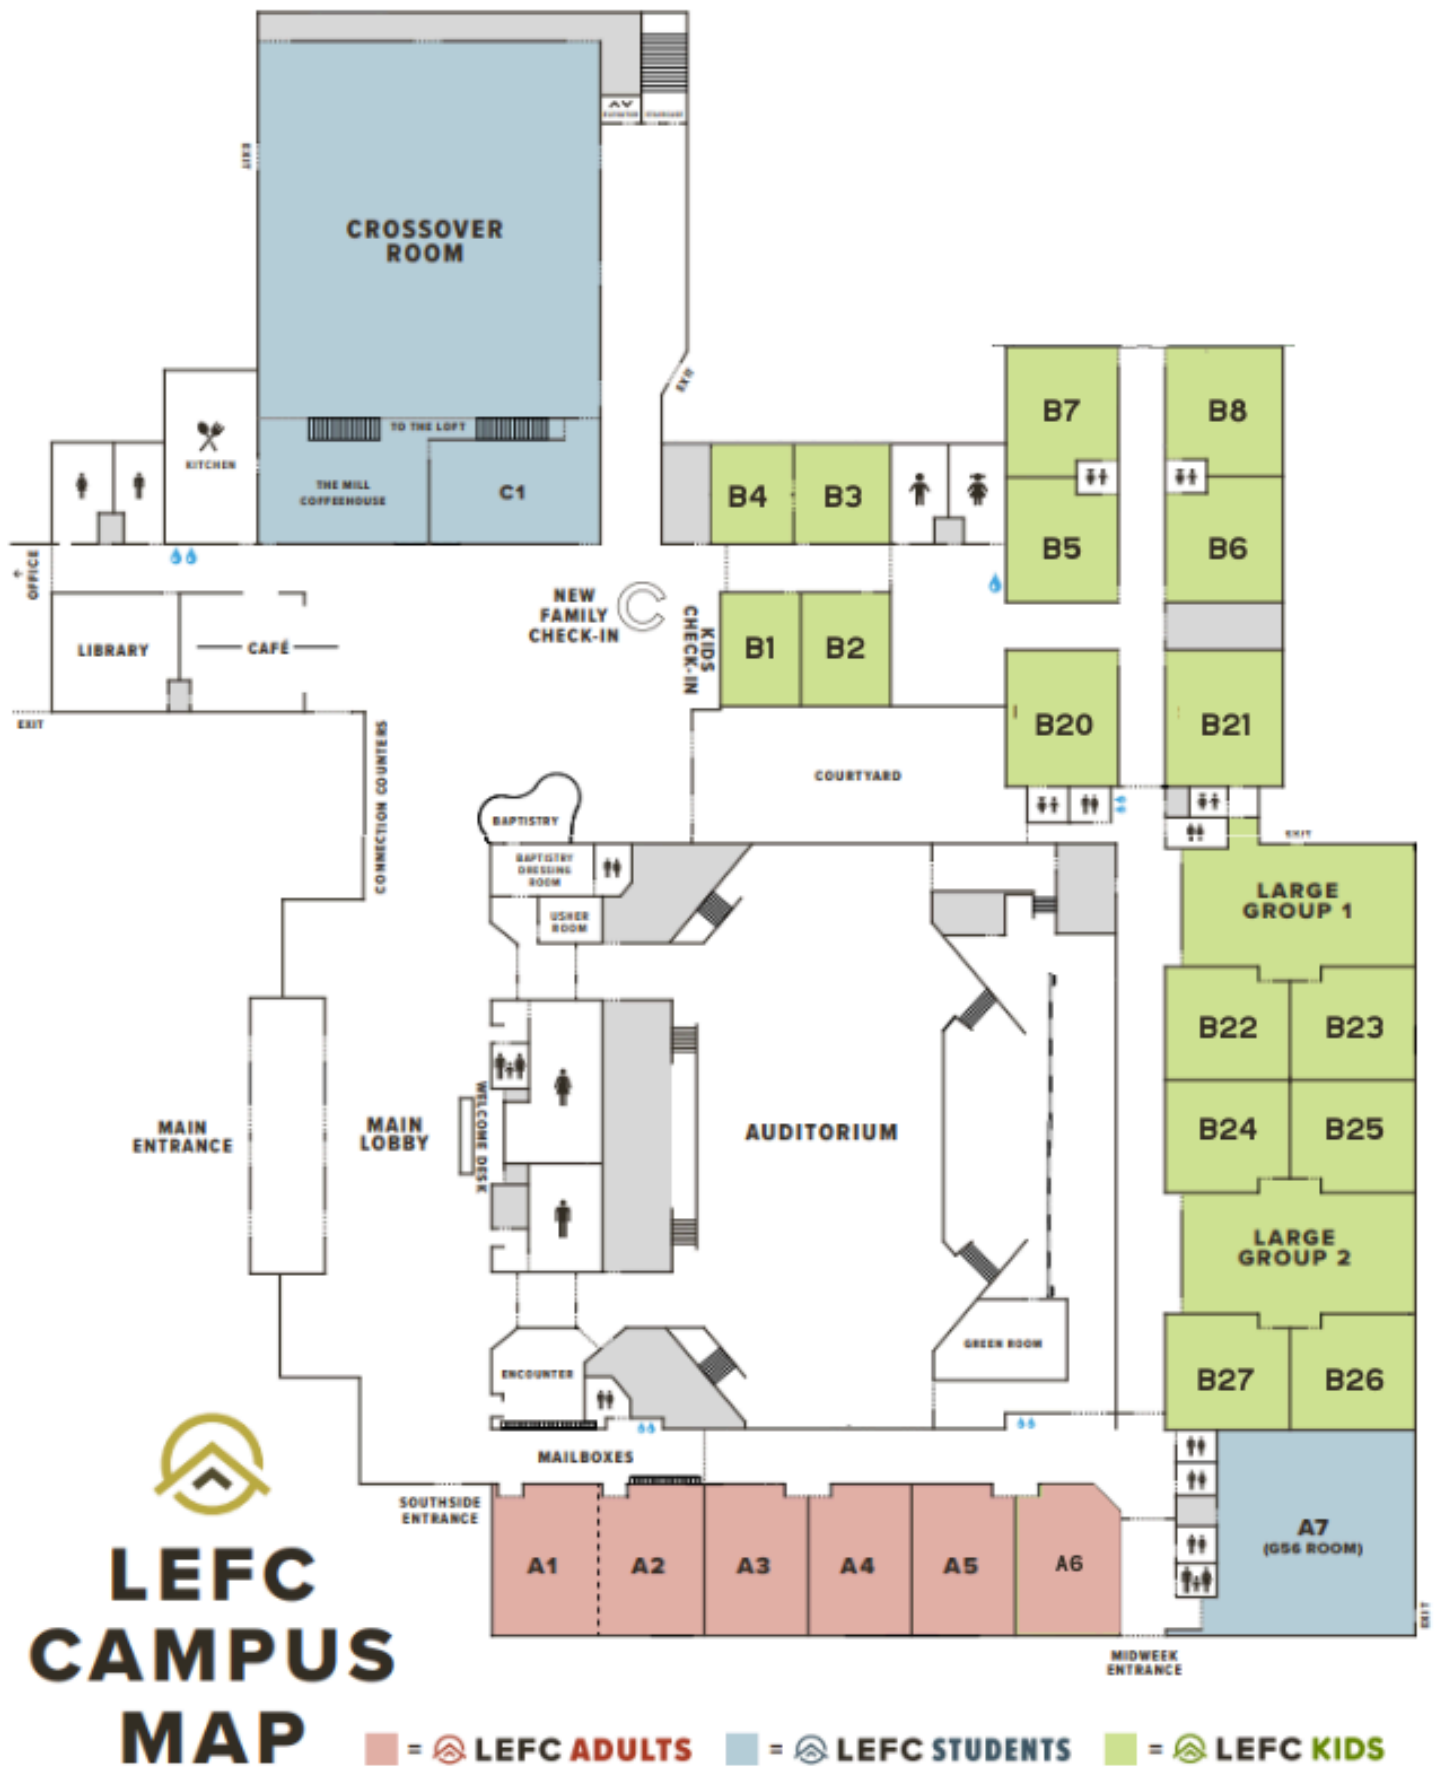 EXIT
CROSSOVER
ROOM
EXIT
KITCHEN
TO THE LOFT
THE MILL
COFFEEHOUSE
C1
B4
B3
B7
B8
B5
B6
← OFFICE
LIBRARY
CAFÉ
NEW
FAMILY
CHECK-IN
KIDS
CHECK-IN
B1
B2
B20
B21
EXIT
CONNECTION COUNTERS
COURTYARD
BAPTISTRY
BAPTISTRY
DRESSING
ROOM
USHER
ROOM
EXIT
LARGE
GROUP 1
B22
B23
MAIN
ENTRANCE
MAIN
LOBBY
WELCOME DESK
AUDITORIUM
B24
B25
LARGE
GROUP 2
GREEN ROOM
ENCOUNTER
B27
B26
MAILBOXES
SOUTHSIDE
ENTRANCE
A1
A2
A3
A4
A5
A6
A7
(G56 ROOM)
EXIT
MIDWEEK
ENTRANCE
LEFC
CAMPUS
MAP
= LEFC ADULTS
= LEFC STUDENTS
= LEFC KIDS